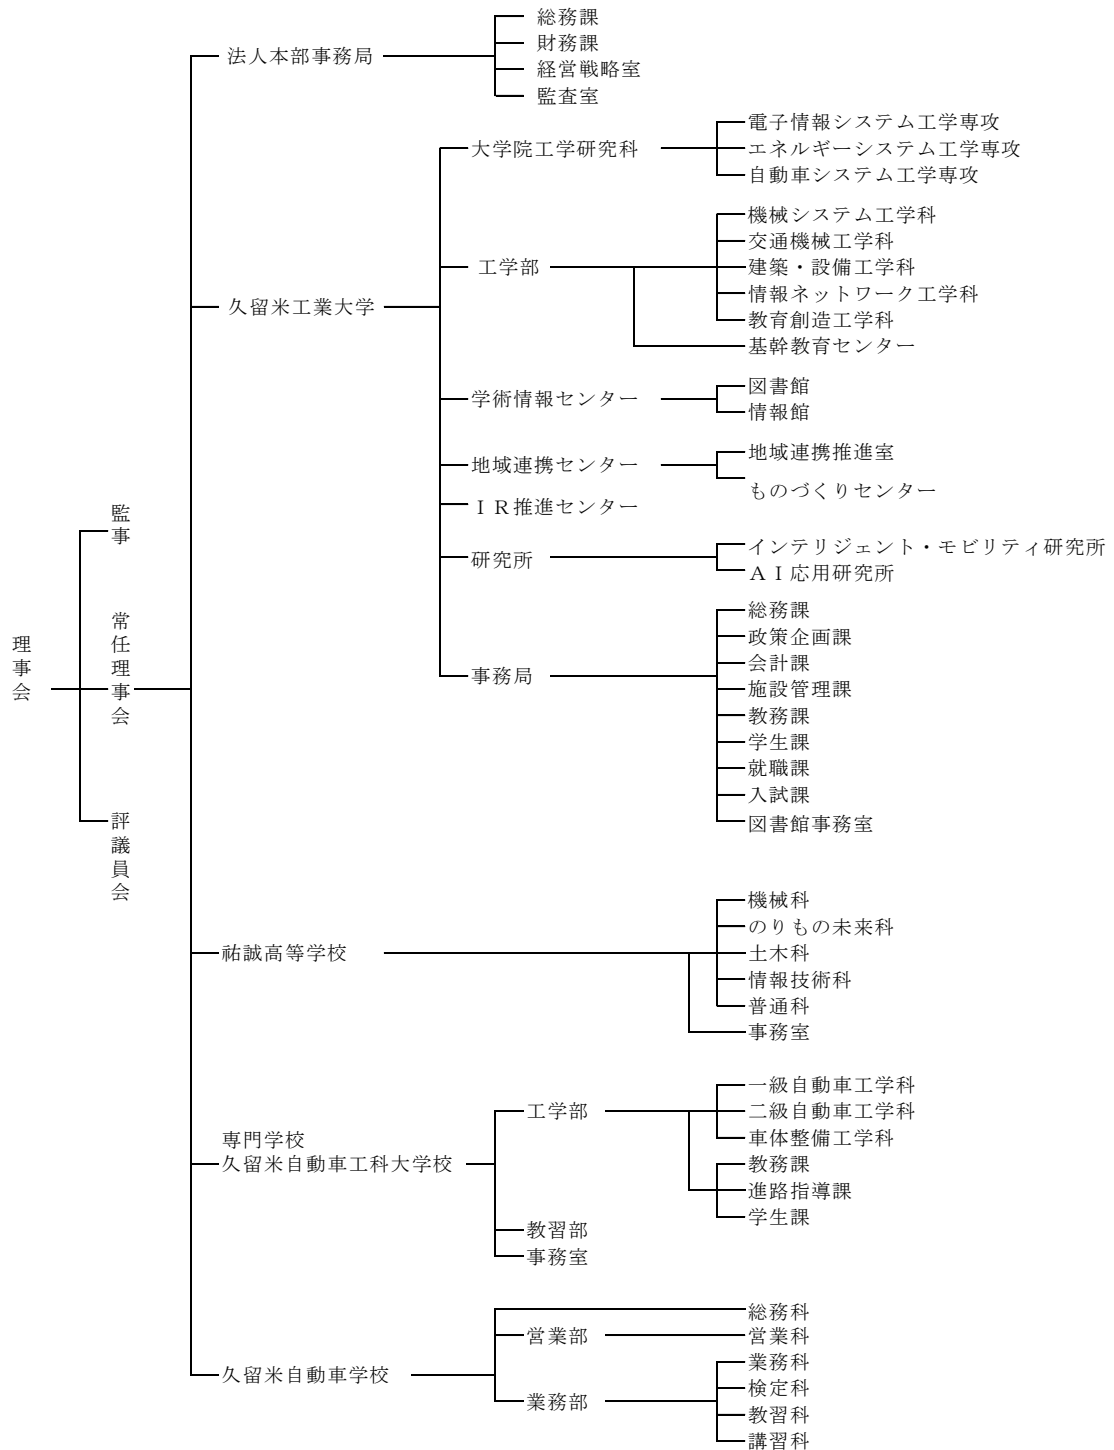 理事会
監事
常任理事会
評議員会
法人本部事務局
総務課
財務課
経営戦略室
監査室
久留米工業大学
大学院工学研究科
電子情報システム工学専攻
エネルギーシステム工学専攻
自動車システム工学専攻
工学部
機械システム工学科
交通機械工学科
建築・設備工学科
情報ネットワーク工学科
教育創造工学科
基幹教育センター
学術情報センター
図書館
情報館
地域連携センター
地域連携推進室
ものづくりセンター
ＩＲ推進センター
研究所
インテリジェント・モビリティ研究所
ＡＩ応用研究所
事務局
総務課
政策企画課
会計課
施設管理課
教務課
学生課
就職課
入試課
図書館事務室
祐誠高等学校
機械科
のりもの未来科
土木科
情報技術科
普通科
事務室
専門学校
久留米自動車工科大学校
工学部
一級自動車工学科
二級自動車工学科
車体整備工学科
教務課
進路指導課
学生課
教習部
事務室
久留米自動車学校
総務科
営業部
営業科
業務部
業務科
検定科
教習科
講習科